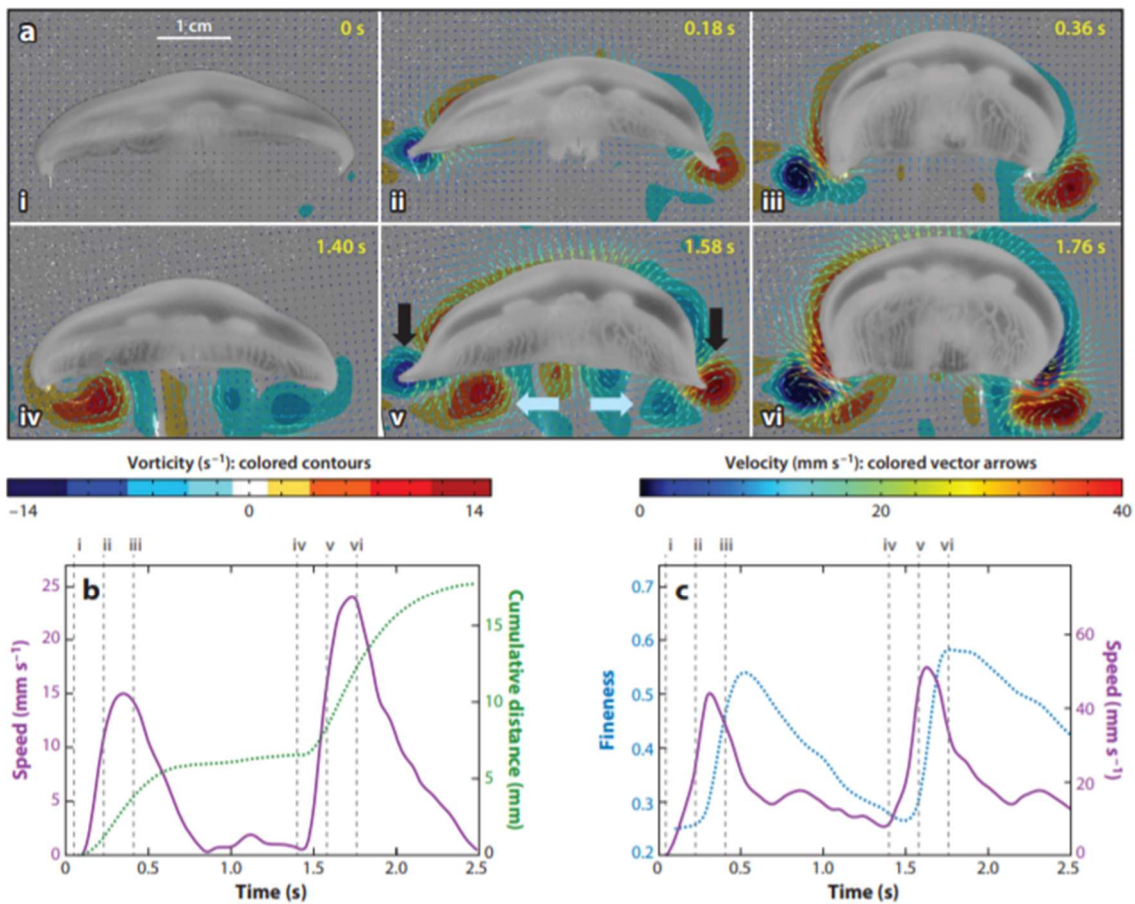 a
1 cm
0 s
0.18 s
0.36 s
i
ii
iii
1.40 s
1.58 s
1.76 s
iv
v
vi
Vorticity (s⁻¹): colored contours
−14 0 14
Velocity (mm s⁻¹): colored vector arrows
0 20 40
i ii iii iv v vi
b
25
20
15
10
5
0
Speed (mm s⁻¹)
15
10
5
0
Cumulative distance (mm)
0 0.5 1.0 1.5 2.0 2.5
Time (s)
i ii iii iv v vi
c
0.7
0.6
0.5
0.4
0.3
0.2
Fineness
60
40
20
0
Speed (mm s⁻¹)
0 0.5 1.0 1.5 2.0 2.5
Time (s)